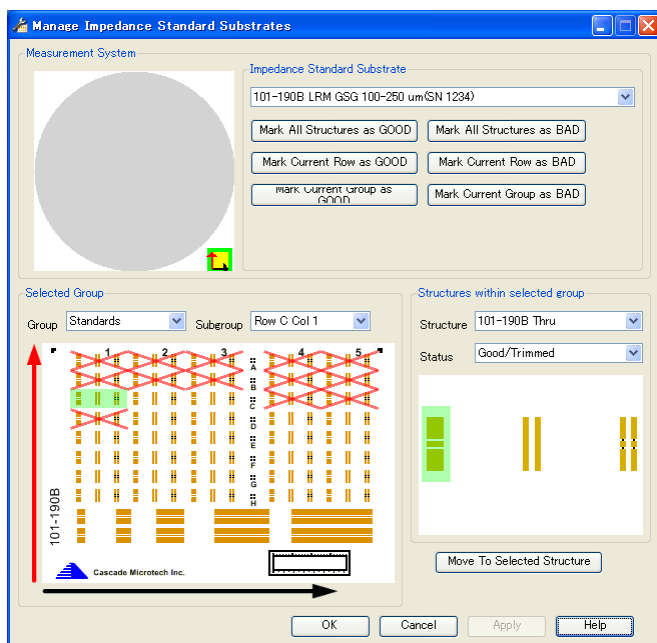 Manage Impedance Standard Substrates
Measurement System
Impedance Standard Substrate
101-190B LRM GSG 100-250 um(SN 1234)
Mark All Structures as GOOD
Mark All Structures as BAD
Mark Current Row as GOOD
Mark Current Row as BAD
Mark Current Group as GOOD
Mark Current Group as BAD
Selected Group
Group Standards Subgroup Row C Col 1
1 2 3 4 5
A
B
C
D
E
F
G
H
101-190B
Cascade Microtech Inc.
Structures within selected group
Structure 101-190B Thru
Status Good/Trimmed
Move To Selected Structure
OK Cancel Apply Help